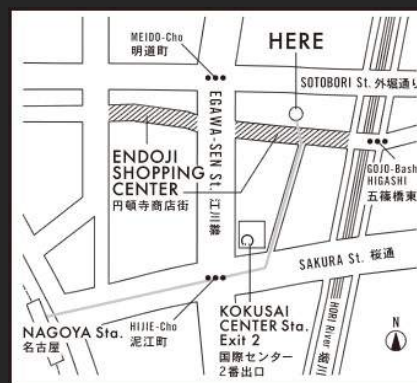 MEIDO-Cho
明道町
HERE
SOTOBORI St. 外堀通り
EGAWA-SEN St. 江川線
ENDOJI
SHOPPING
CENTER
円頓寺商店街
GOJO-Bashi
HIGASHI
五篠橋東
SAKURA St. 桜通
NAGOYA Sta.
名古屋
HIJIE-Cho
泥江町
KOKUSAI
CENTER Sta.
Exit 2
国際センター
2番出口
HORI River 堀川
N